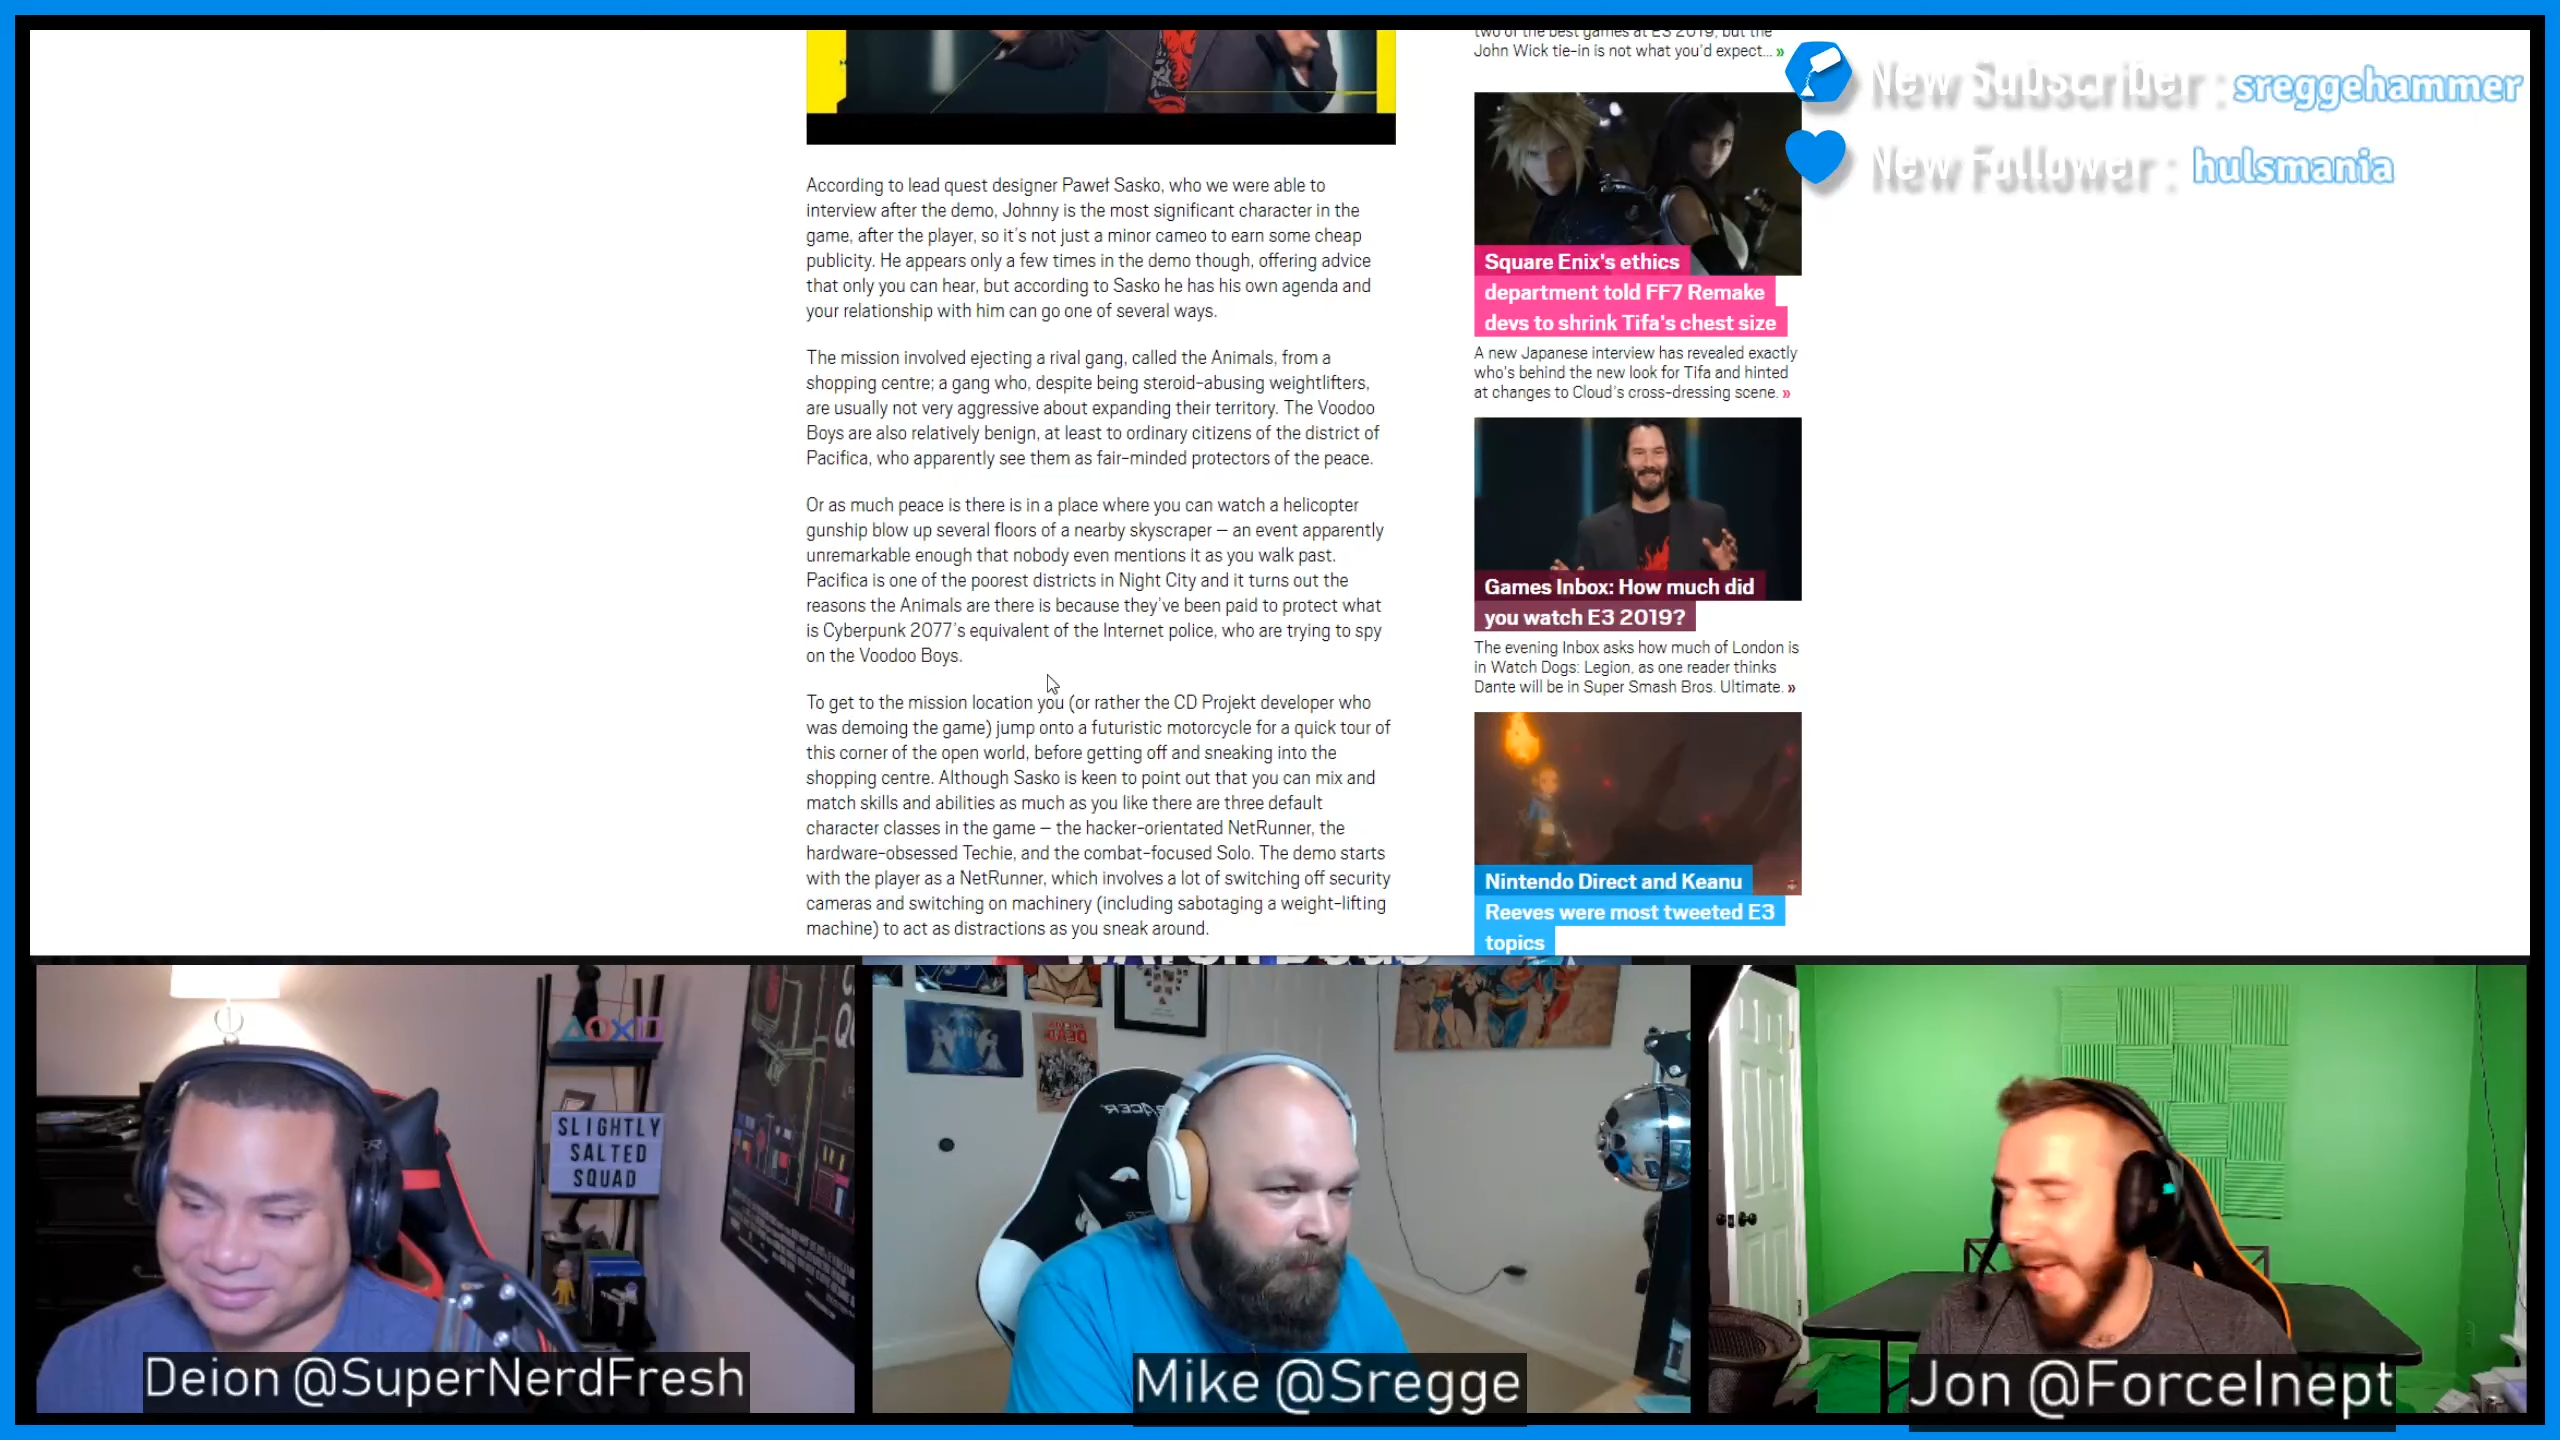 two of the best games at E3 2019, but the
John Wick tie-in is not what you'd expect... »
New Subscriber : sreggehammer
New Follower : hulsmania
According to lead quest designer Paweł Sasko, who we were able to
interview after the demo, Johnny is the most significant character in the
game, after the player, so it's not just a minor cameo to earn some cheap
publicity. He appears only a few times in the demo though, offering advice
that only you can hear, but according to Sasko he has his own agenda and
your relationship with him can go one of several ways.
The mission involved ejecting a rival gang, called the Animals, from a
shopping centre; a gang who, despite being steroid-abusing weightlifters,
are usually not very aggressive about expanding their territory. The Voodoo
Boys are also relatively benign, at least to ordinary citizens of the district of
Pacifica, who apparently see them as fair-minded protectors of the peace.
Or as much peace is there is in a place where you can watch a helicopter
gunship blow up several floors of a nearby skyscraper – an event apparently
unremarkable enough that nobody even mentions it as you walk past.
Pacifica is one of the poorest districts in Night City and it turns out the
reasons the Animals are there is because they've been paid to protect what
is Cyberpunk 2077's equivalent of the Internet police, who are trying to spy
on the Voodoo Boys.
To get to the mission location you (or rather the CD Projekt developer who
was demoing the game) jump onto a futuristic motorcycle for a quick tour of
this corner of the open world, before getting off and sneaking into the
shopping centre. Although Sasko is keen to point out that you can mix and
match skills and abilities as much as you like there are three default
character classes in the game – the hacker-orientated NetRunner, the
hardware-obsessed Techie, and the combat-focused Solo. The demo starts
with the player as a NetRunner, which involves a lot of switching off security
cameras and switching on machinery (including sabotaging a weight-lifting
machine) to act as distractions as you sneak around.
Square Enix's ethics
department told FF7 Remake
devs to shrink Tifa's chest size
A new Japanese interview has revealed exactly
who's behind the new look for Tifa and hinted
at changes to Cloud's cross-dressing scene. »
Games Inbox: How much did
you watch E3 2019?
The evening Inbox asks how much of London is
in Watch Dogs: Legion, as one reader thinks
Dante will be in Super Smash Bros. Ultimate. »
Nintendo Direct and Keanu
Reeves were most tweeted E3
topics
WATCH DOGS
SLIGHTLY
SALTED
SQUAD
Deion @SuperNerdFresh
Mike @Sregge
Jon @ForceInept